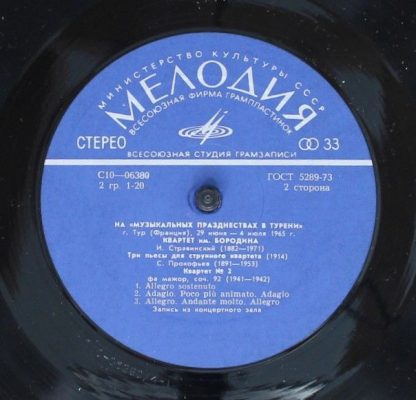 МИНИСТЕРСТВО КУЛЬТУРЫ СССР
МЕЛОДИЯ
ВСЕСОЮЗНАЯ ФИРМА ГРАМПЛАСТИНОК
СТЕРЕО
33
ВСЕСОЮЗНАЯ СТУДИЯ ГРАМЗАПИСИ
С10—06380
ГОСТ 5289-73
2 гр. 1-20
2 сторона
НА «МУЗЫКАЛЬНЫХ ПРАЗДНЕСТВАХ В ТУРЕНИ»
г. Тур (Франция), 29 июня — 4 июля 1965 г.
КВАРТЕТ им. БОРОДИНА
И. Стравинский (1882—1971)
Три пьесы для струнного квартета (1914)
С. Прокофьев (1891—1953)
Квартет № 2
фа мажор, соч. 92 (1941—1942)
1. Allegro sostenuto
2. Adagio. Poco più animato. Adagio
3. Allegro. Andante molto. Allegro
Запись из концертного зала